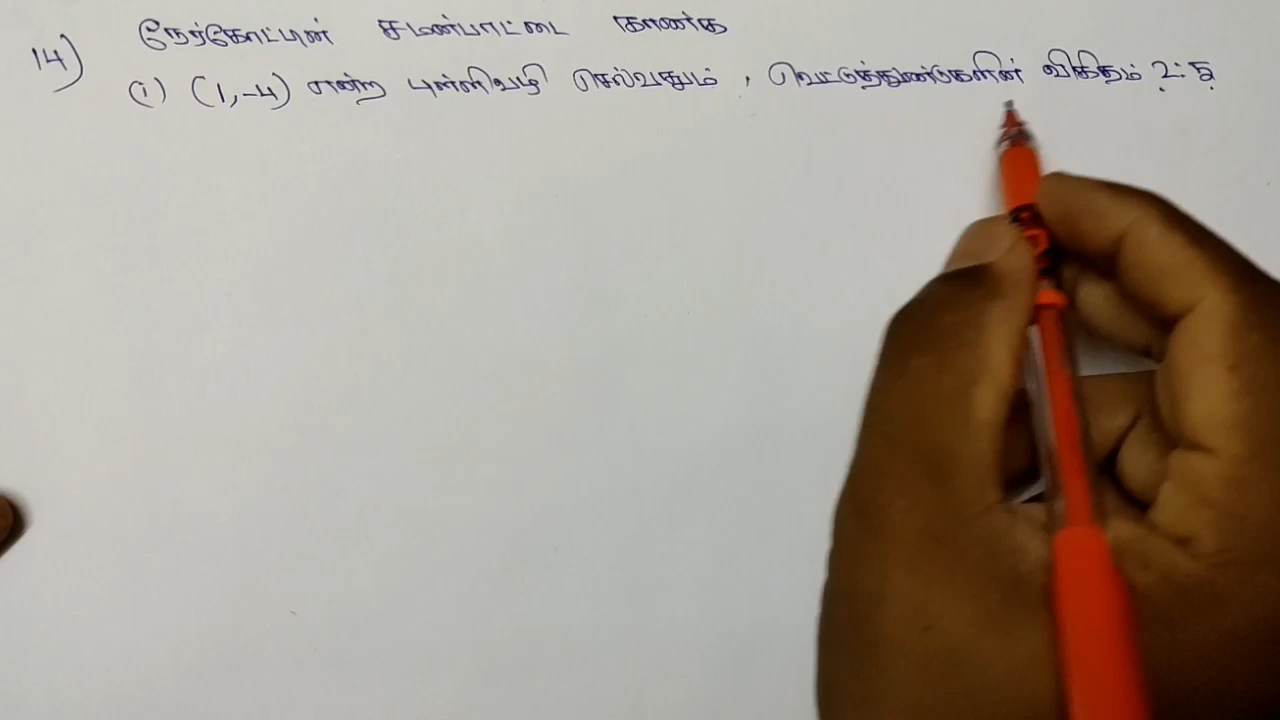 14) நேர்கோட்டின் சமன்பாட்டை காண்க
(i) (1,-4) என்ற புள்ளிவழி செல்வதும் , வெட்டுத்துண்டுகளின் விகிதம் 2:5